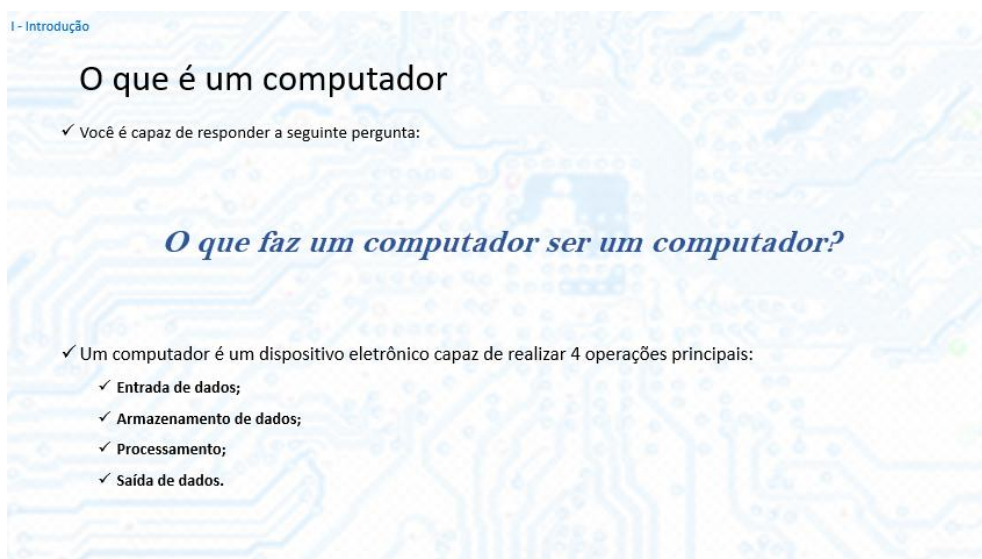 I - Introdução
O que é um computador
✓ Você é capaz de responder a seguinte pergunta:
O que faz um computador ser um computador?
✓ Um computador é um dispositivo eletrônico capaz de realizar 4 operações principais:
✓ Entrada de dados;
✓ Armazenamento de dados;
✓ Processamento;
✓ Saída de dados.